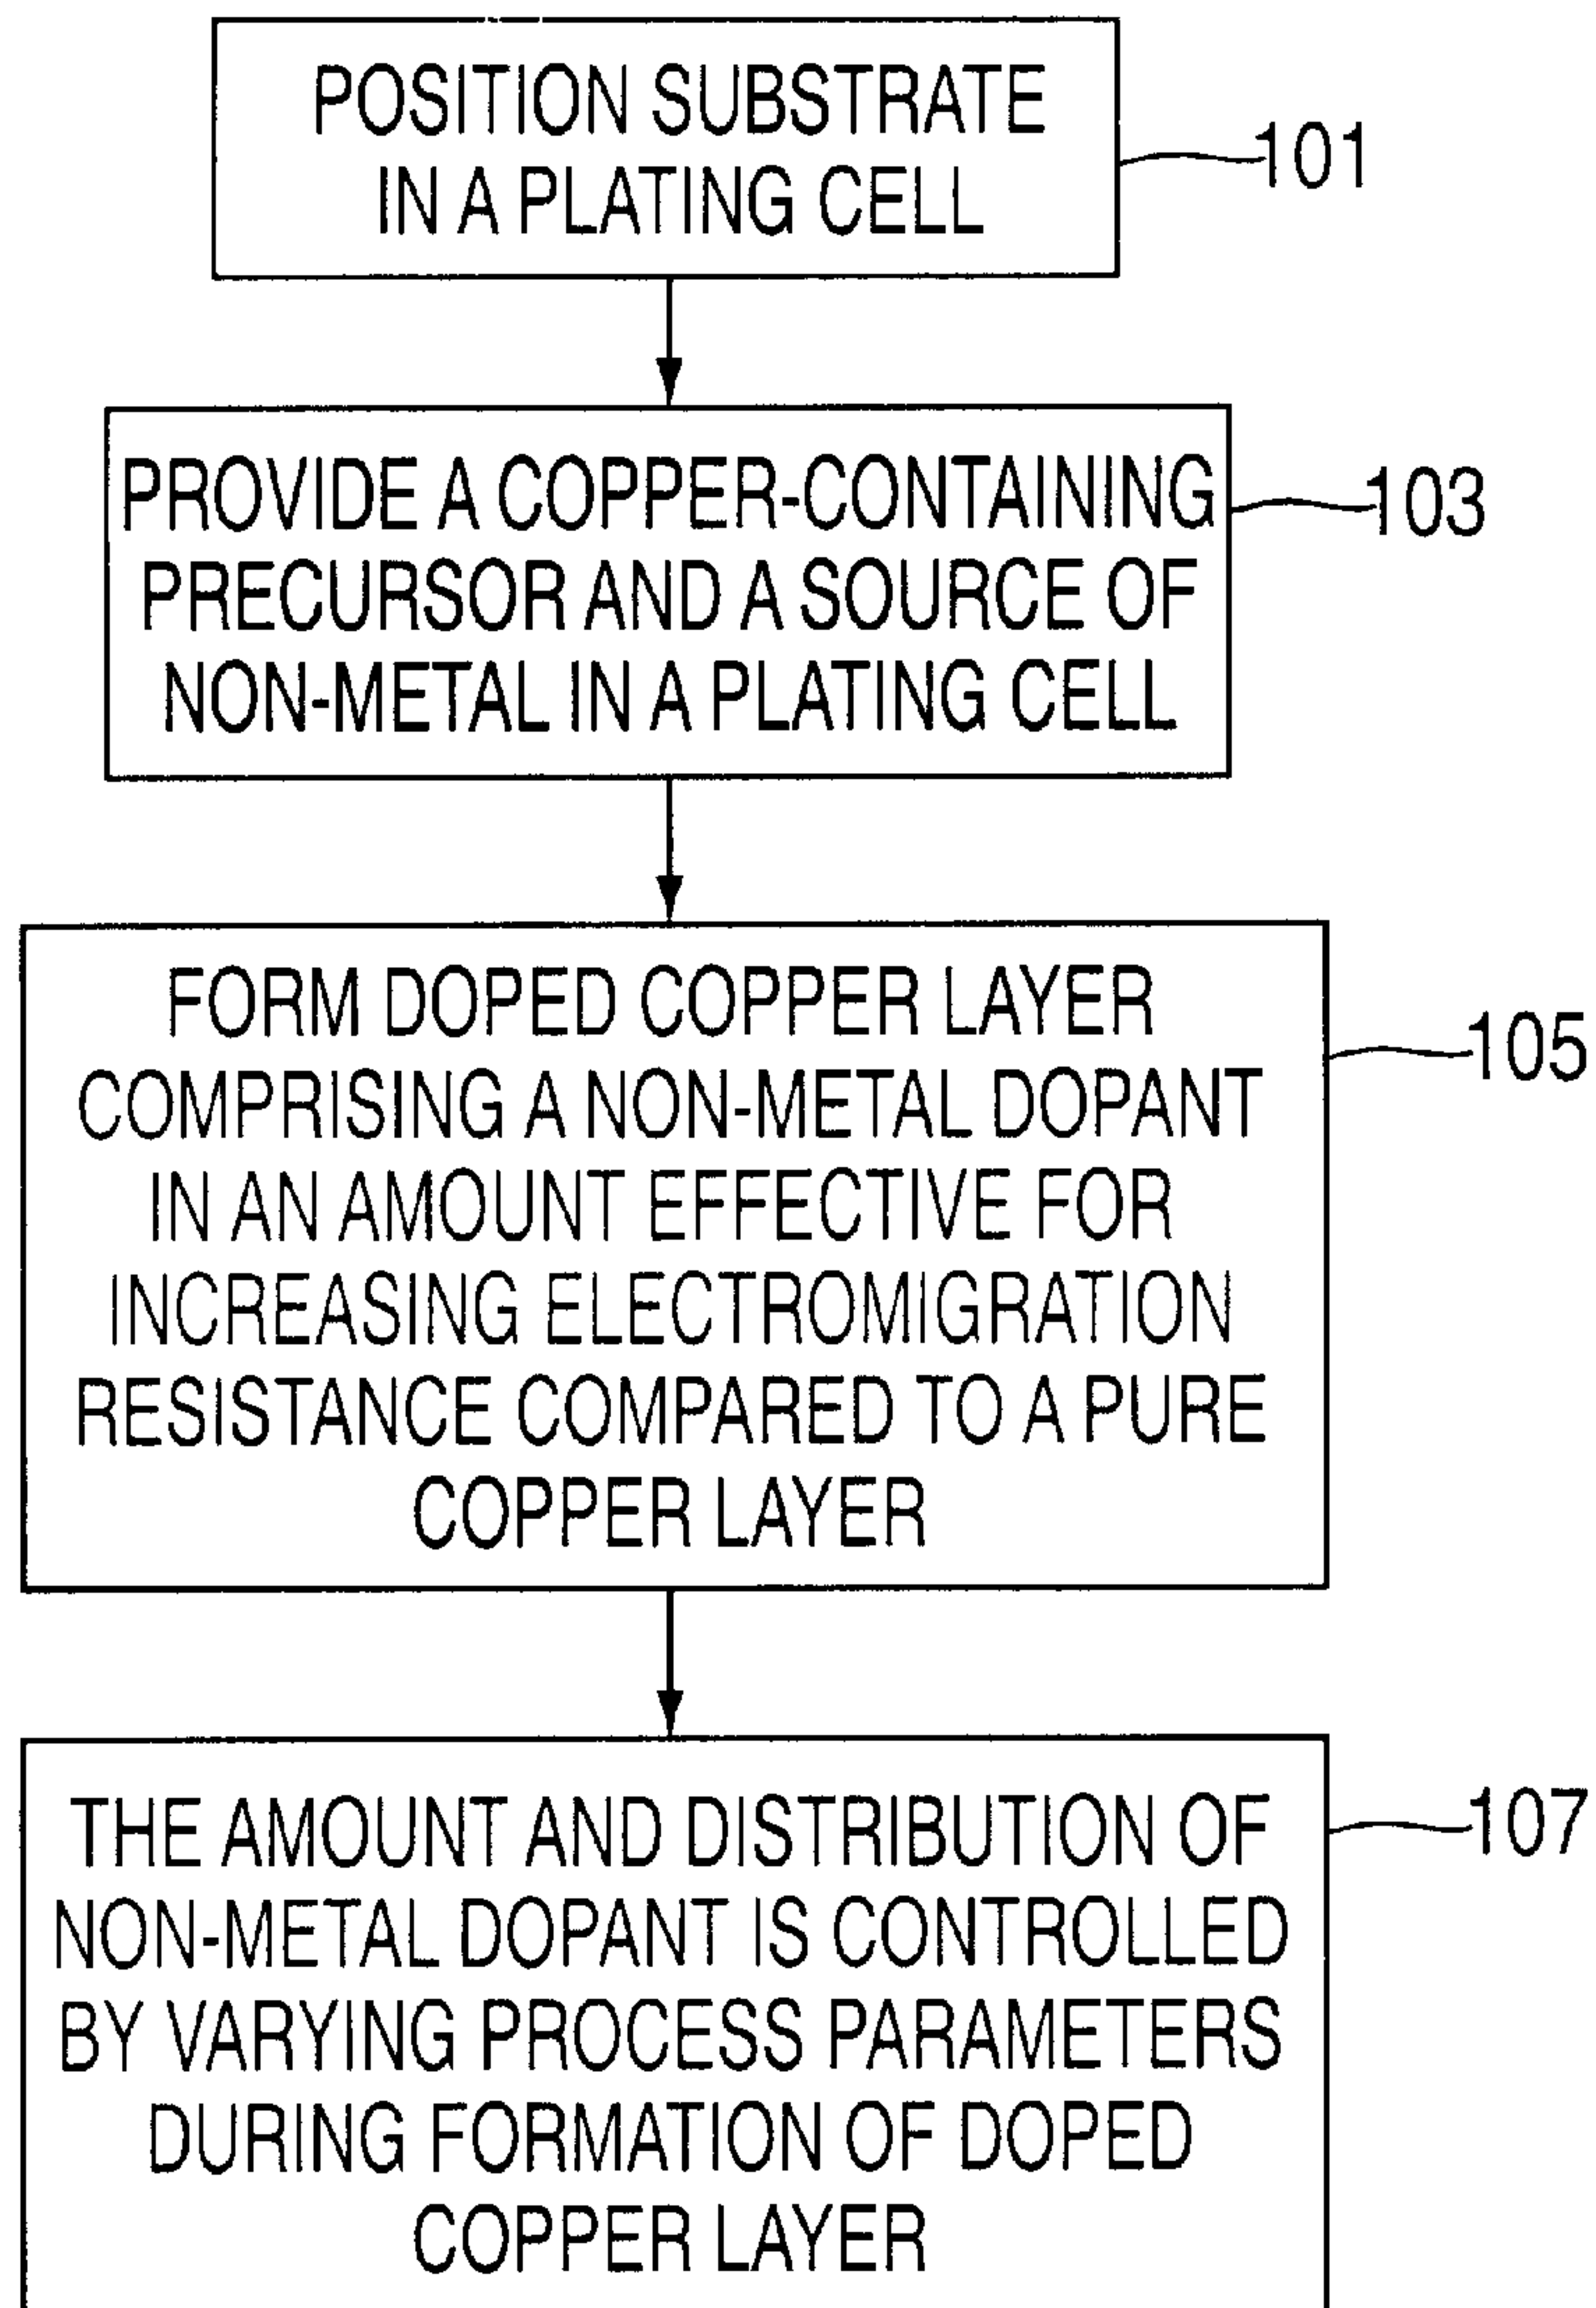 POSITION SUBSTRATE
IN A PLATING CELL
101
PROVIDE A COPPER-CONTAINING
PRECURSOR AND A SOURCE OF
NON-METAL IN A PLATING CELL
103
FORM DOPED COPPER LAYER
COMPRISING A NON-METAL DOPANT
IN AN AMOUNT EFFECTIVE FOR
INCREASING ELECTROMIGRATION
RESISTANCE COMPARED TO A PURE
COPPER LAYER
105
THE AMOUNT AND DISTRIBUTION OF
NON-METAL DOPANT IS CONTROLLED
BY VARYING PROCESS PARAMETERS
DURING FORMATION OF DOPED
COPPER LAYER
107